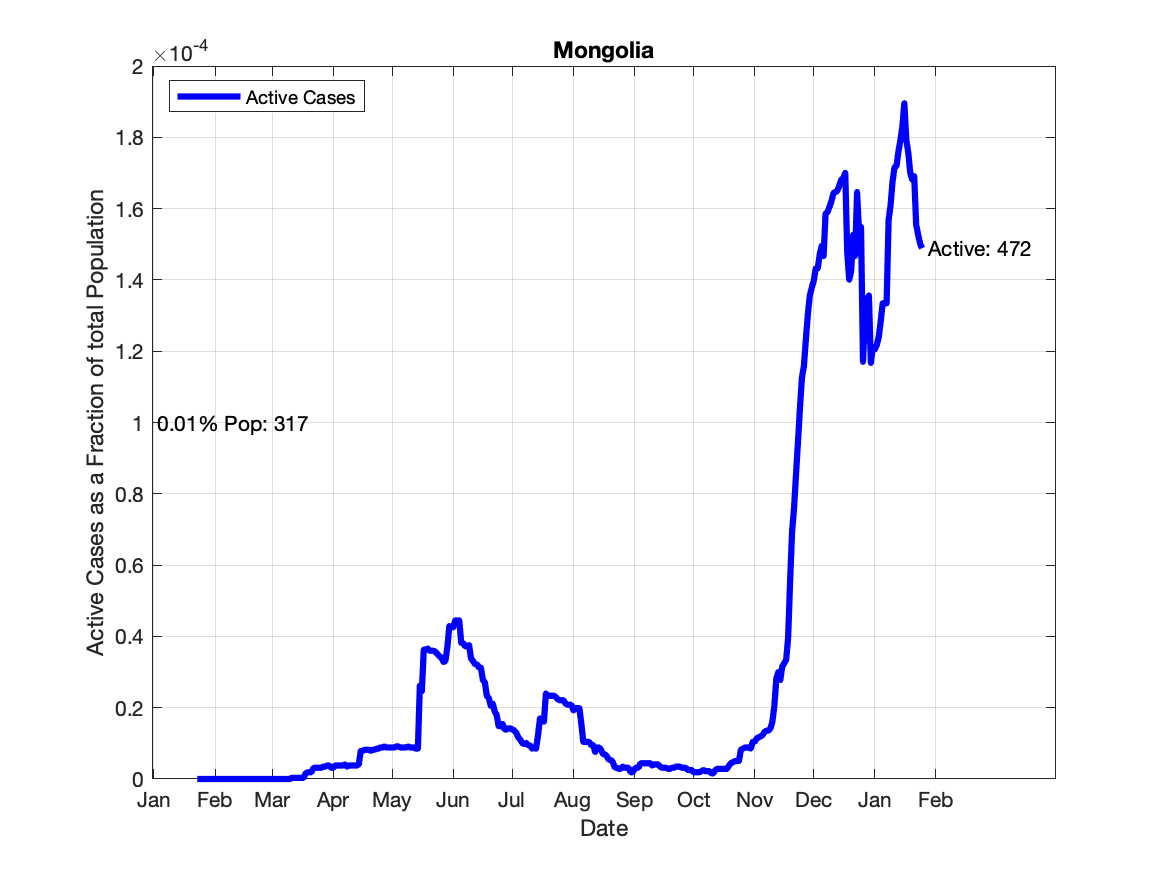 Mongolia
×10⁻⁴
2
1.8
1.6
1.4
1.2
1
0.8
0.6
0.4
0.2
0
Active Cases
Active: 472
0.01% Pop: 317
Active Cases as a Fraction of total Population
Jan Feb Mar Apr May Jun Jul Aug Sep Oct Nov Dec Jan Feb
Date